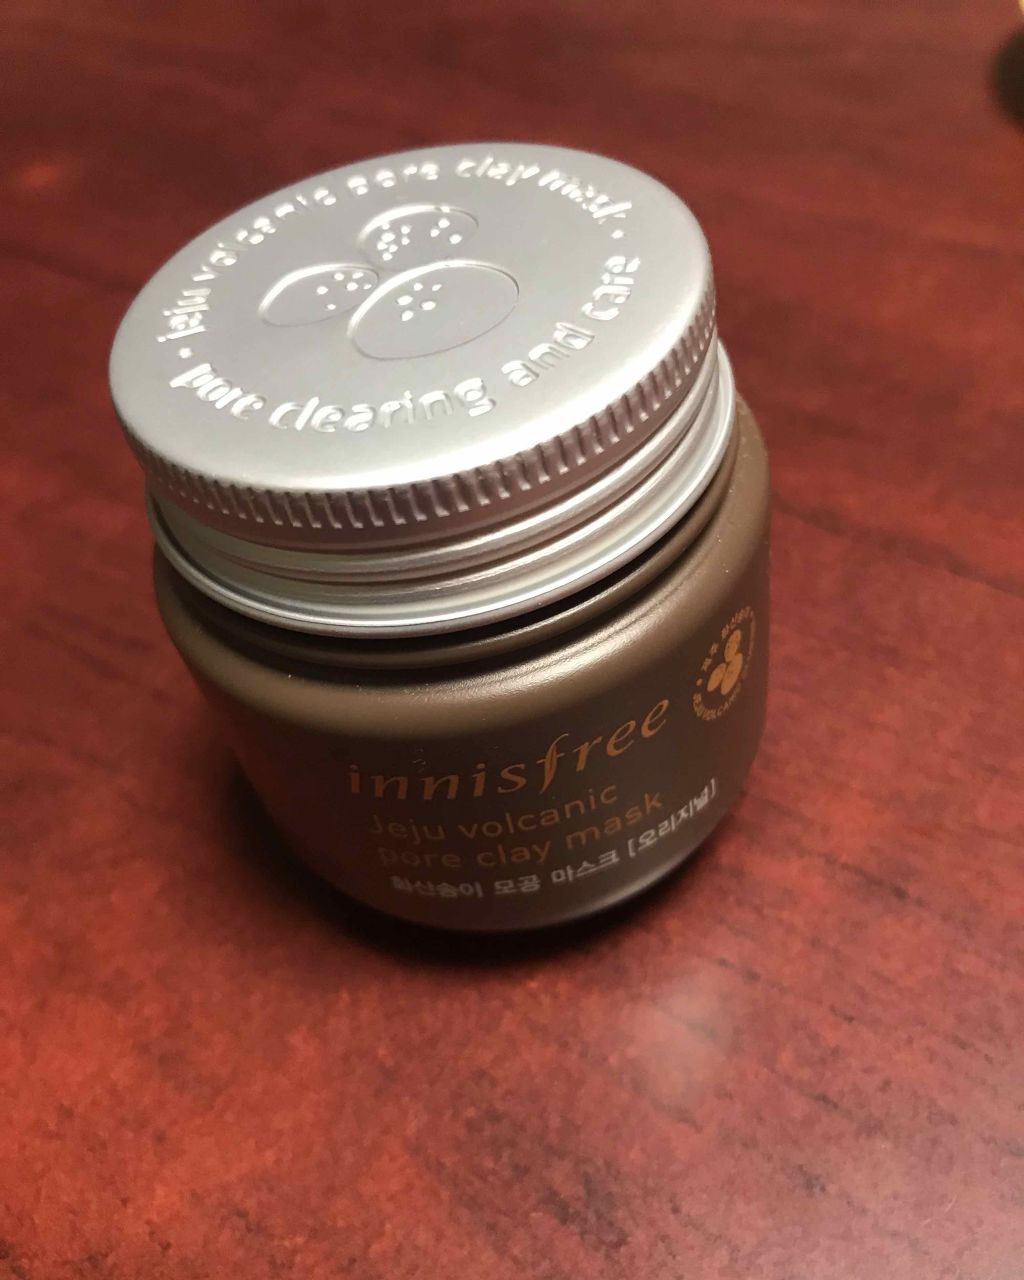 jeju volcanic pore clay mask
pore clearing and care
innisfree
Jeju volcanic
pore clay mask
화산송이 모공 마스크 [오리지널]